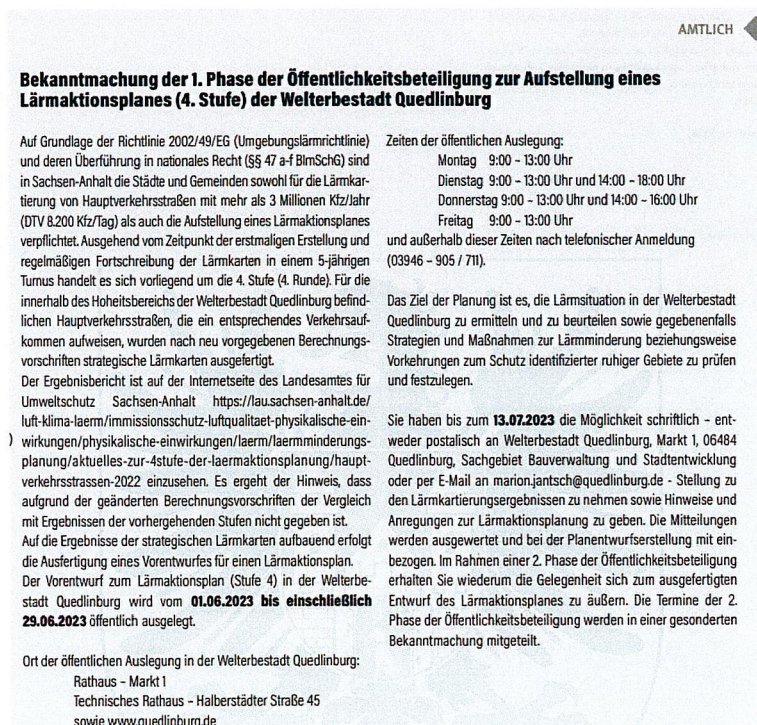 AMTLICH
Bekanntmachung der 1. Phase der Öffentlichkeitsbeteiligung zur Aufstellung eines
Lärmaktionsplanes (4. Stufe) der Welterbestadt Quedlinburg
Auf Grundlage der Richtlinie 2002/49/EG (Umgebungslärmrichtlinie)
und deren Überführung in nationales Recht (§§ 47 a-f BImSchG) sind
in Sachsen-Anhalt die Städte und Gemeinden sowohl für die Lärmkar-
tierung von Hauptverkehrsstraßen mit mehr als 3 Millionen Kfz/Jahr
(DTV 8.200 Kfz/Tag) als auch die Aufstellung eines Lärmaktionsplanes
verpflichtet. Ausgehend vom Zeitpunkt der erstmaligen Erstellung und
regelmäßigen Fortschreibung der Lärmkarten in einem 5-jährigen
Turnus handelt es sich vorliegend um die 4. Stufe (4. Runde). Für die
innerhalb des Hoheitsbereichs der Welterbestadt Quedlinburg befind-
lichen Hauptverkehrsstraßen, die ein entsprechendes Verkehrsauf-
kommen aufweisen, wurden nach neu vorgegebenen Berechnungs-
vorschriften strategische Lärmkarten ausgefertigt.
Der Ergebnisbericht ist auf der Internetseite des Landesamtes für
Umweltschutz Sachsen-Anhalt https://lau.sachsen-anhalt.de/
luft-klima-laerm/immissionsschutz-luftqualitaet-physikalische-ein-
wirkungen/physikalische-einwirkungen/laerm/laermminderungs-
planung/aktuelles-zur-4stufe-der-laermaktionsplanung/haupt-
verkehrsstrassen-2022 einzusehen. Es ergeht der Hinweis, dass
aufgrund der geänderten Berechnungsvorschriften der Vergleich
mit Ergebnissen der vorhergehenden Stufen nicht gegeben ist.
Auf die Ergebnisse der strategischen Lärmkarten aufbauend erfolgt
die Ausfertigung eines Vorentwurfes für einen Lärmaktionsplan.
Der Vorentwurf zum Lärmaktionsplan (Stufe 4) in der Welterbe-
stadt Quedlinburg wird vom 01.06.2023 bis einschließlich
29.06.2023 öffentlich ausgelegt.
Ort der öffentlichen Auslegung in der Welterbestadt Quedlinburg:
Rathaus – Markt 1
Technisches Rathaus – Halberstädter Straße 45
sowie www.quedlinburg.de
Zeiten der öffentlichen Auslegung:
Montag 9:00 – 13:00 Uhr
Dienstag 9:00 – 13:00 Uhr und 14:00 – 18:00 Uhr
Donnerstag 9:00 – 13:00 Uhr und 14:00 – 16:00 Uhr
Freitag 9:00 – 13:00 Uhr
und außerhalb dieser Zeiten nach telefonischer Anmeldung
(03946 – 905 / 711).
Das Ziel der Planung ist es, die Lärmsituation in der Welterbestadt
Quedlinburg zu ermitteln und zu beurteilen sowie gegebenenfalls
Strategien und Maßnahmen zur Lärmminderung beziehungsweise
Vorkehrungen zum Schutz identifizierter ruhiger Gebiete zu prüfen
und festzulegen.
Sie haben bis zum 13.07.2023 die Möglichkeit schriftlich – ent-
weder postalisch an Welterbestadt Quedlinburg, Markt 1, 06484
Quedlinburg, Sachgebiet Bauverwaltung und Stadtentwicklung
oder per E-Mail an marion.jantsch@quedlinburg.de - Stellung zu
den Lärmkartierungsergebnissen zu nehmen sowie Hinweise und
Anregungen zur Lärmaktionsplanung zu geben. Die Mitteilungen
werden ausgewertet und bei der Planentwurfserstellung mit ein-
bezogen. Im Rahmen einer 2. Phase der Öffentlichkeitsbeteiligung
erhalten Sie wiederum die Gelegenheit sich zum ausgefertigten
Entwurf des Lärmaktionsplanes zu äußern. Die Termine der 2.
Phase der Öffentlichkeitsbeteiligung werden in einer gesonderten
Bekanntmachung mitgeteilt.